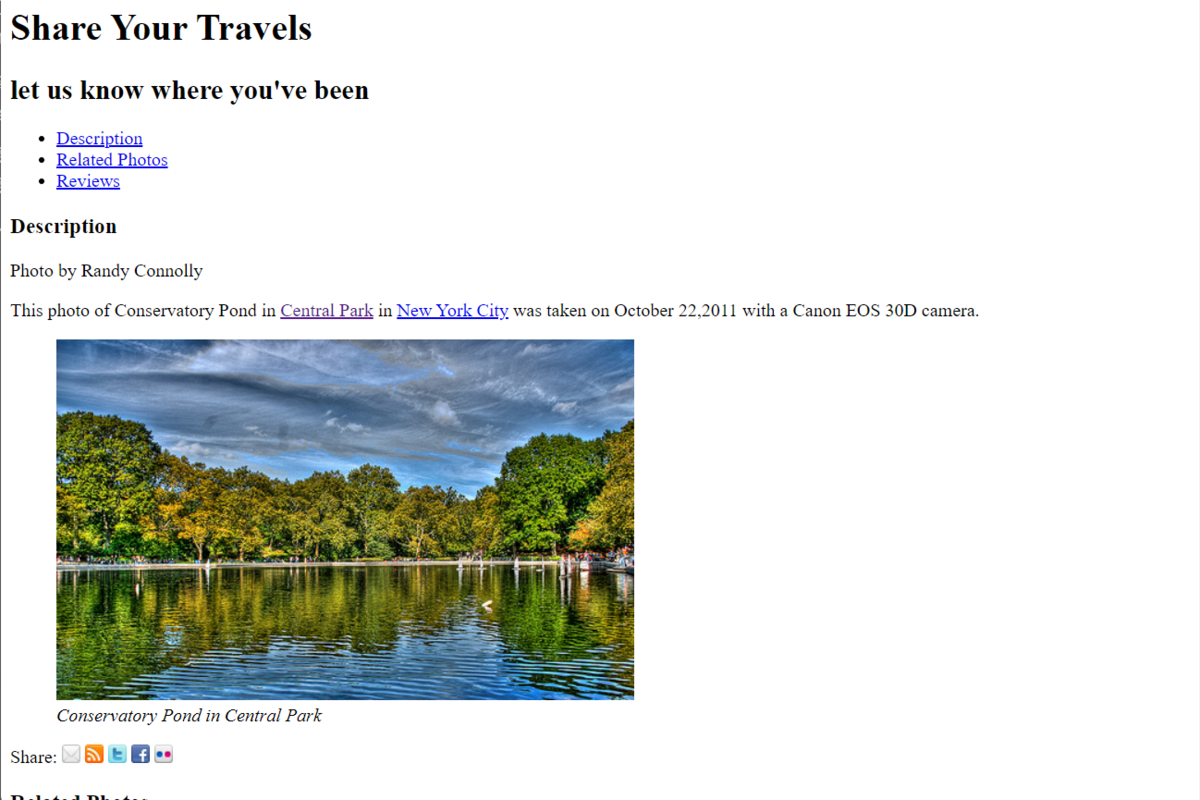 Share Your Travels
let us know where you've been
Description
Related Photos
Reviews
Description
Photo by Randy Connolly
This photo of Conservatory Pond in Central Park in New York City was taken on October 22,2011 with a Canon EOS 30D camera.
Conservatory Pond in Central Park
Share:
Related Photos